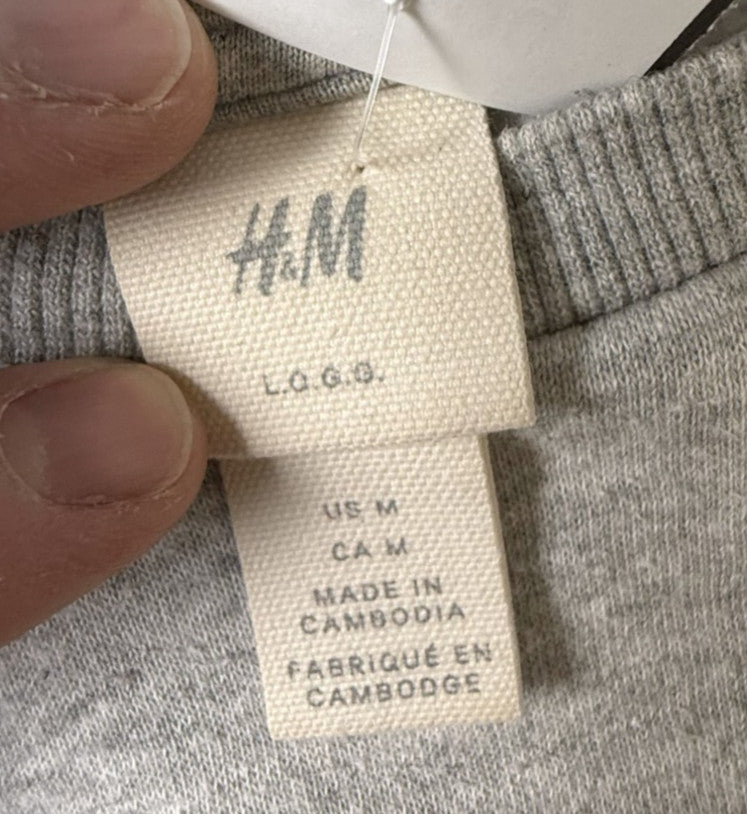 H&M
L.O.G.G.
US M
CA M
MADE IN
CAMBODIA
FABRIQUÉ EN
CAMBODGE